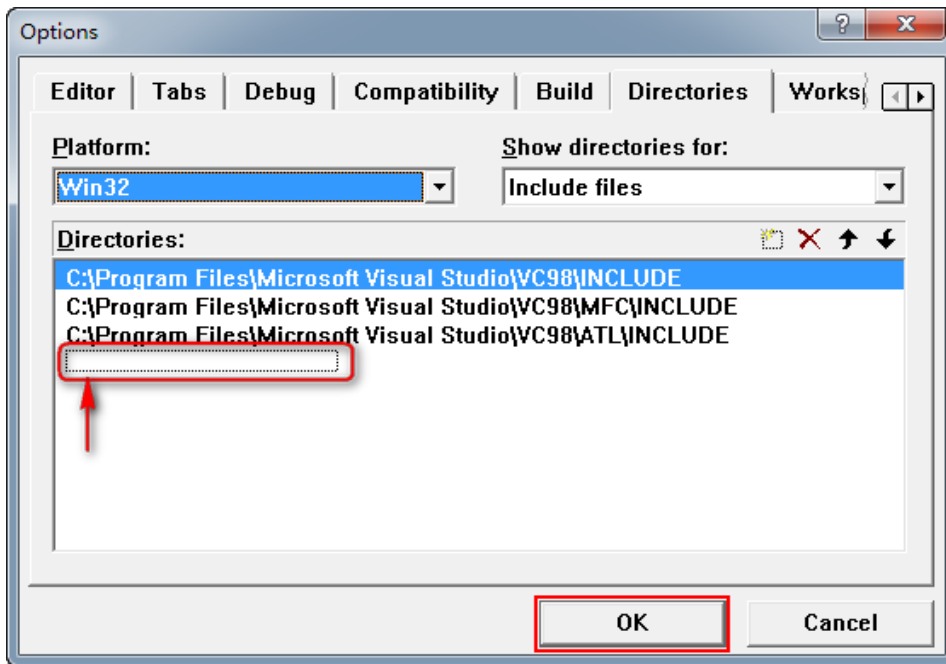 Options
Editor Tabs Debug Compatibility Build Directories Works
Platform: Show directories for:
Win32 Include files
Directories:
C:\Program Files\Microsoft Visual Studio\VC98\INCLUDE
C:\Program Files\Microsoft Visual Studio\VC98\MFC\INCLUDE
C:\Program Files\Microsoft Visual Studio\VC98\ATL\INCLUDE
OK Cancel